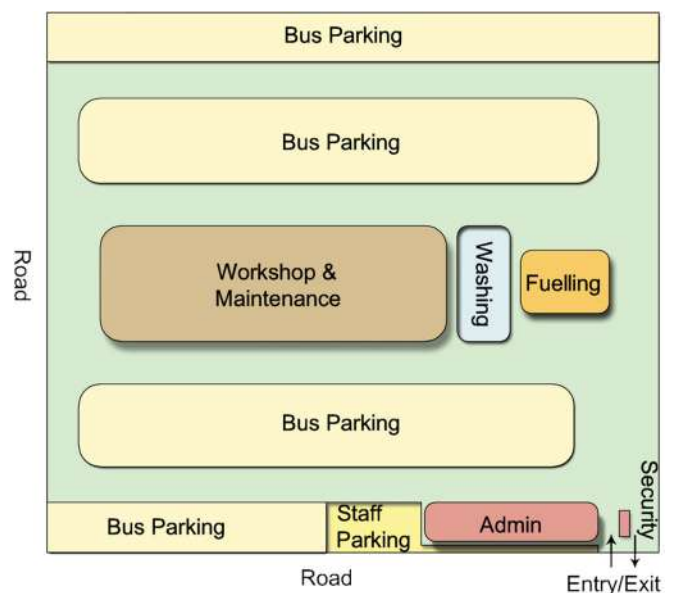 Bus Parking
Bus Parking
Road
Workshop &
Maintenance
Washing
Fuelling
Bus Parking
Security
Bus Parking
Staff
Parking
Admin
Road
Entry/Exit